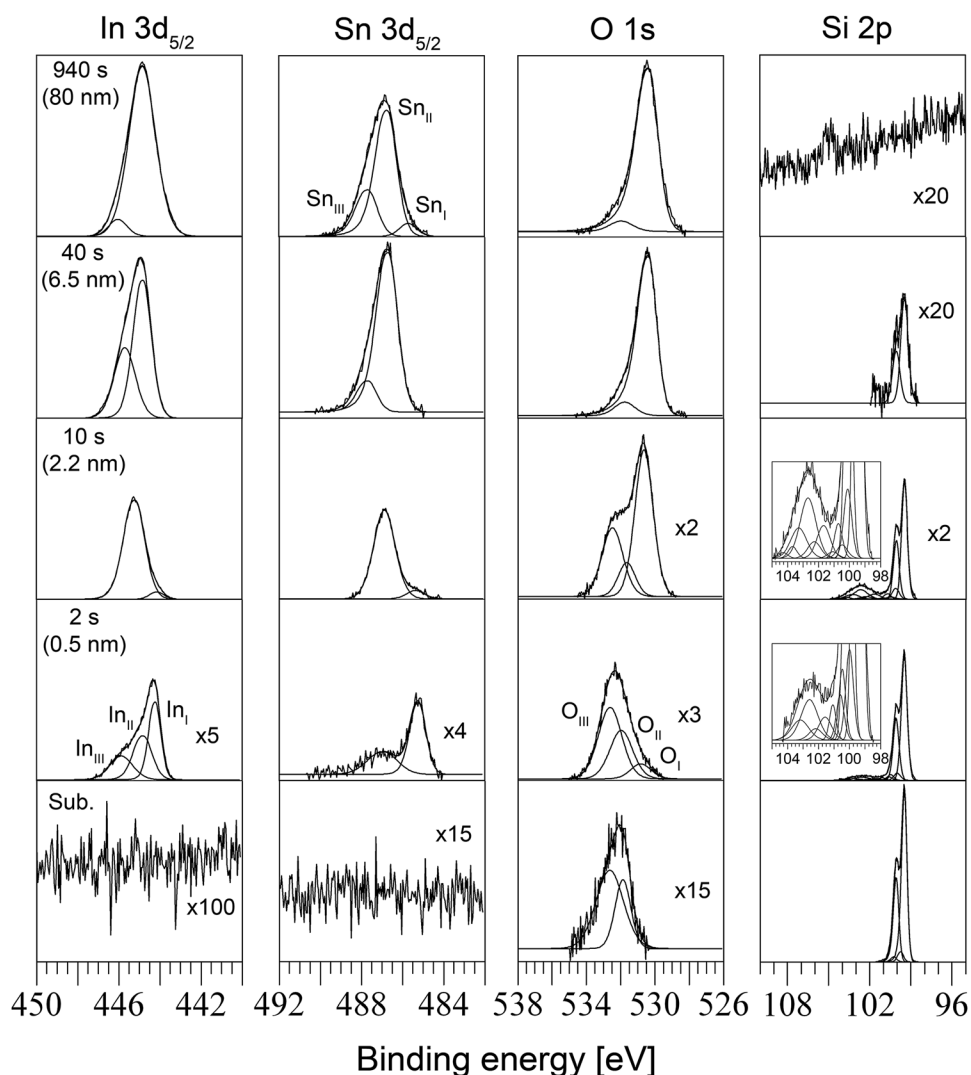 In 3d5/2
Sn 3d5/2
O 1s
Si 2p
940 s
(80 nm)
SnII
SnIII
SnI
x20
40 s
(6.5 nm)
x20
10 s
(2.2 nm)
x2
104 102 100 98
x2
2 s
(0.5 nm)
InII
InI
InIII
x5
x4
OIII
OII
OI
x3
104 102 100 98
Sub.
x100
x15
x15
450 445 442
492 488 484
538 532 530 526
108 102 96
Binding energy [eV]